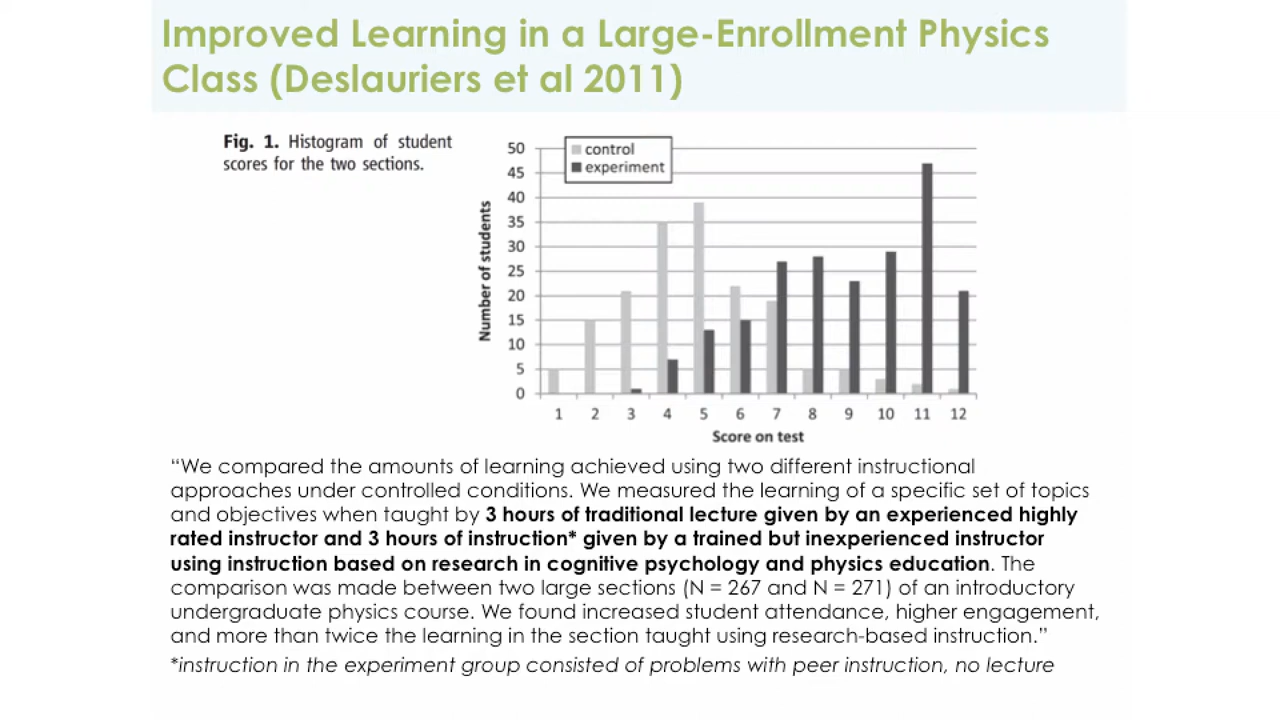 Improved Learning in a Large-Enrollment Physics
Class (Deslauriers et al 2011)
Fig. 1. Histogram of student
scores for the two sections.
control
experiment
50
45
40
35
30
25
20
15
10
5
0
Number of students
1 2 3 4 5 6 7 8 9 10 11 12
Score on test
“We compared the amounts of learning achieved using two different instructional
approaches under controlled conditions. We measured the learning of a specific set of topics
and objectives when taught by 3 hours of traditional lecture given by an experienced highly
rated instructor and 3 hours of instruction* given by a trained but inexperienced instructor
using instruction based on research in cognitive psychology and physics education. The
comparison was made between two large sections (N = 267 and N = 271) of an introductory
undergraduate physics course. We found increased student attendance, higher engagement,
and more than twice the learning in the section taught using research-based instruction.”
*instruction in the experiment group consisted of problems with peer instruction, no lecture